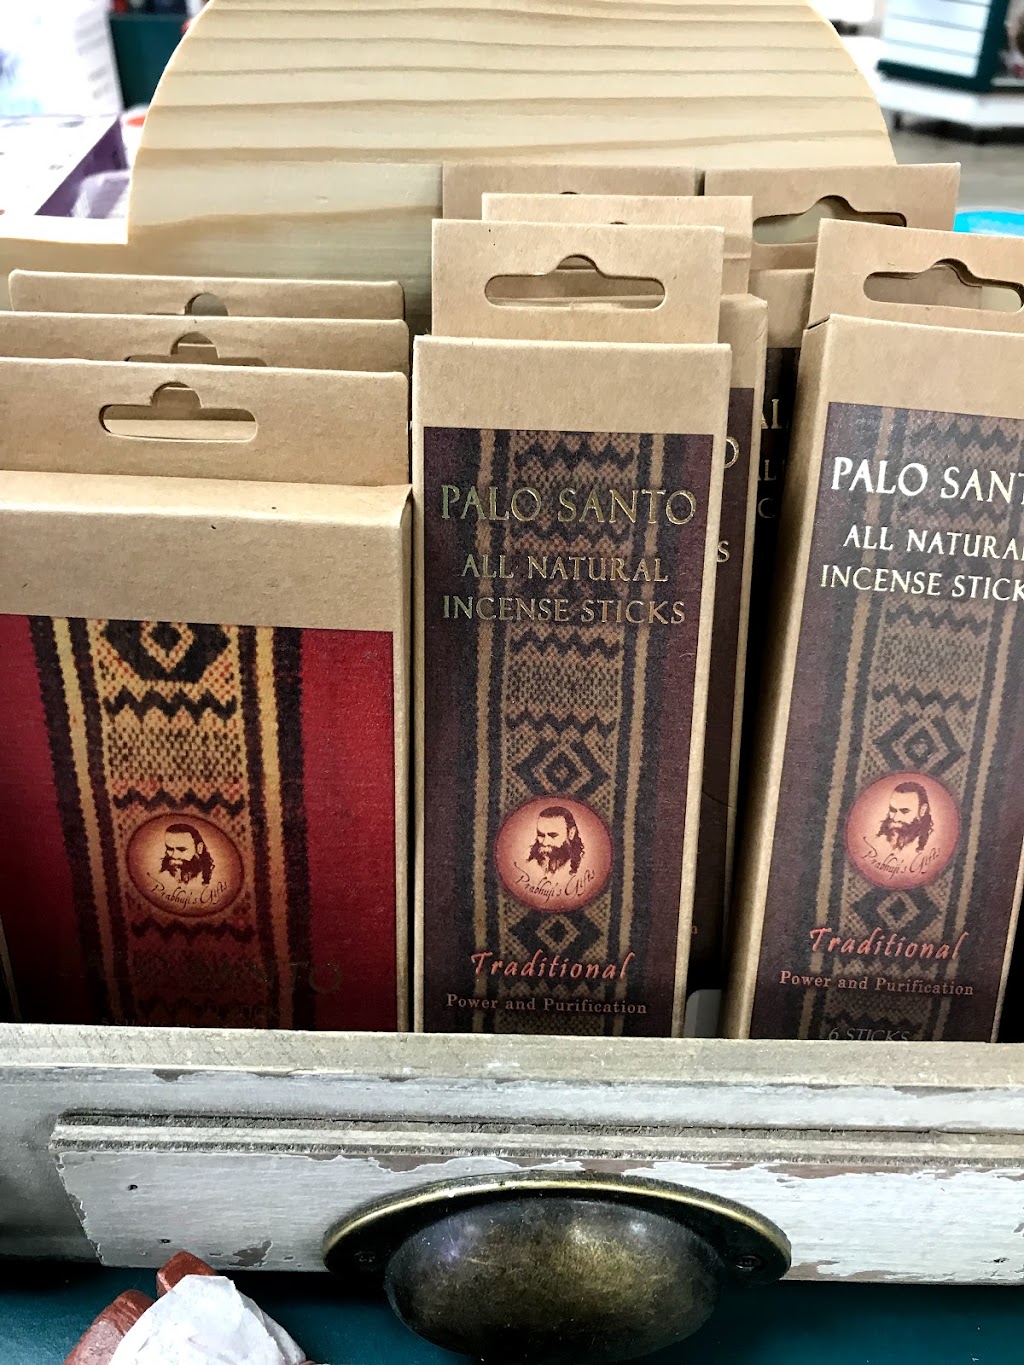 Prabhuji's Gifts
PALO SANTO
ALL NATURAL
INCENSE STICKS
Prabhuji's Gifts
Traditional
Power and Purification
PALO SANT
ALL NATURAL
INCENSE STICK
Prabhuji's Gifts
Traditional
Power and Purification
6 STICKS